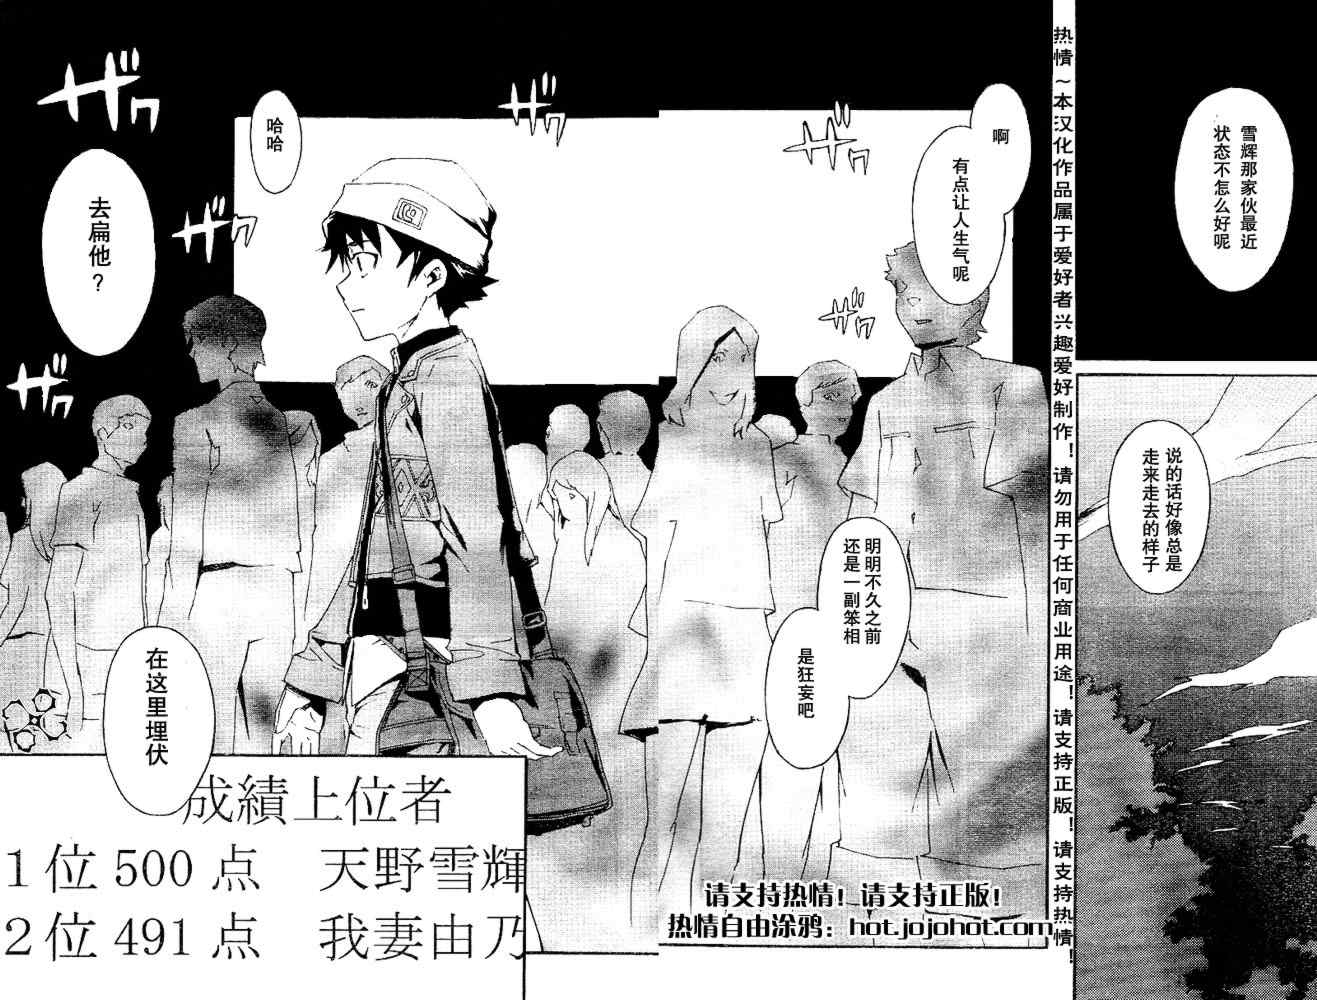 雪辉那家伙最近
状态不怎么好呢
说的话好像总是
走来走去的样子
热情～本汉化作品属于爱好者兴趣爱好制作！请勿用于任何商业用途！请支持正版！请支持热情！
啊
有点让人生气呢
明明不久之前
还是一副笨相
是狂妄吧
ザワ
ザワ
ザワ
ザワ
ザワ
ザワ
哈
哈
去扁他？
在这里埋伏
成績上位者
1位 500点 天野雪輝
2位 491点 我妻由乃
请支持热情！请支持正版！
热情自由涂鸦：hot.jojohot.com